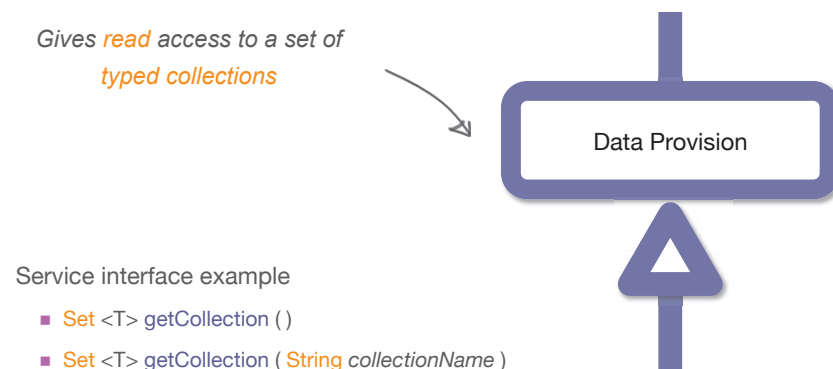 Gives read access to a set of
typed collections
Data Provision
Service interface example
Set <T> getCollection ( )
Set <T> getCollection ( String collectionName )